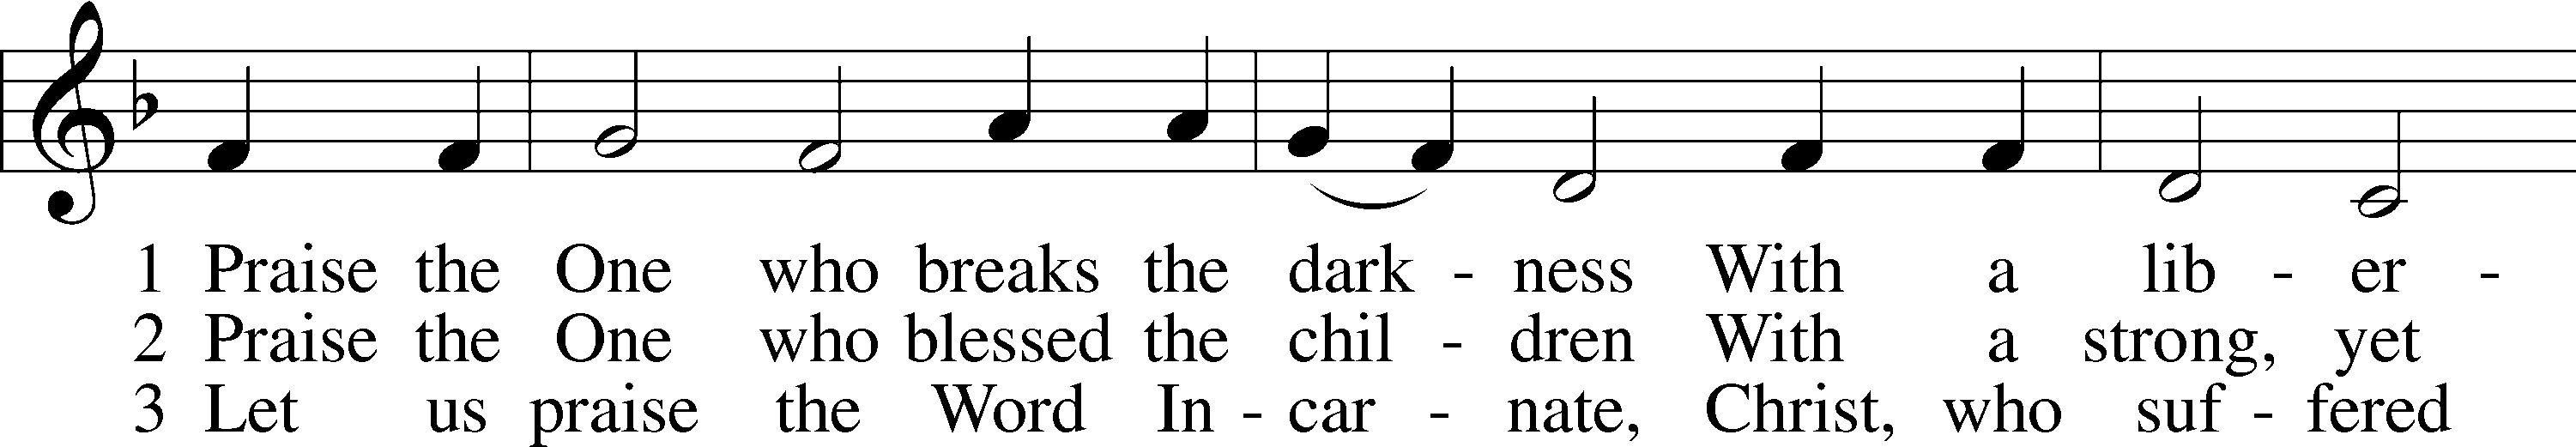 1 Praise the One who breaks the dark - ness With a lib - er -
2 Praise the One who blessed the chil - dren With a strong, yet
3 Let us praise the Word In - car - nate, Christ, who suf - fered